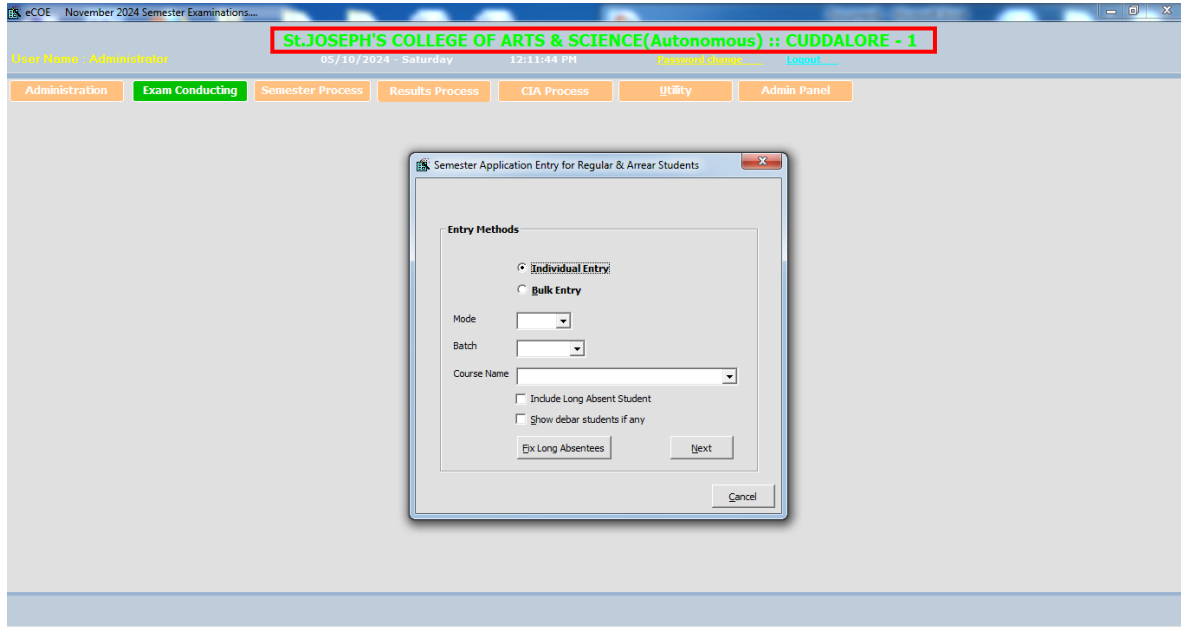 eCOE November 2024 Semester Examinations....
St.JOSEPH'S COLLEGE OF ARTS & SCIENCE(Autonomous) :: CUDDALORE - 1
User Name : Administrator 05/10/2024 - Saturday 12:11:44 PM Password change Logout
Administration Exam Conducting Semester Process Results Process CIA Process Utility Admin Panel
Semester Application Entry for Regular & Arrear Students
Entry Methods
Individual Entry
Bulk Entry
Mode
Batch
Course Name
Include Long Absent Student
Show debar students if any
Fix Long Absentees Next
Cancel